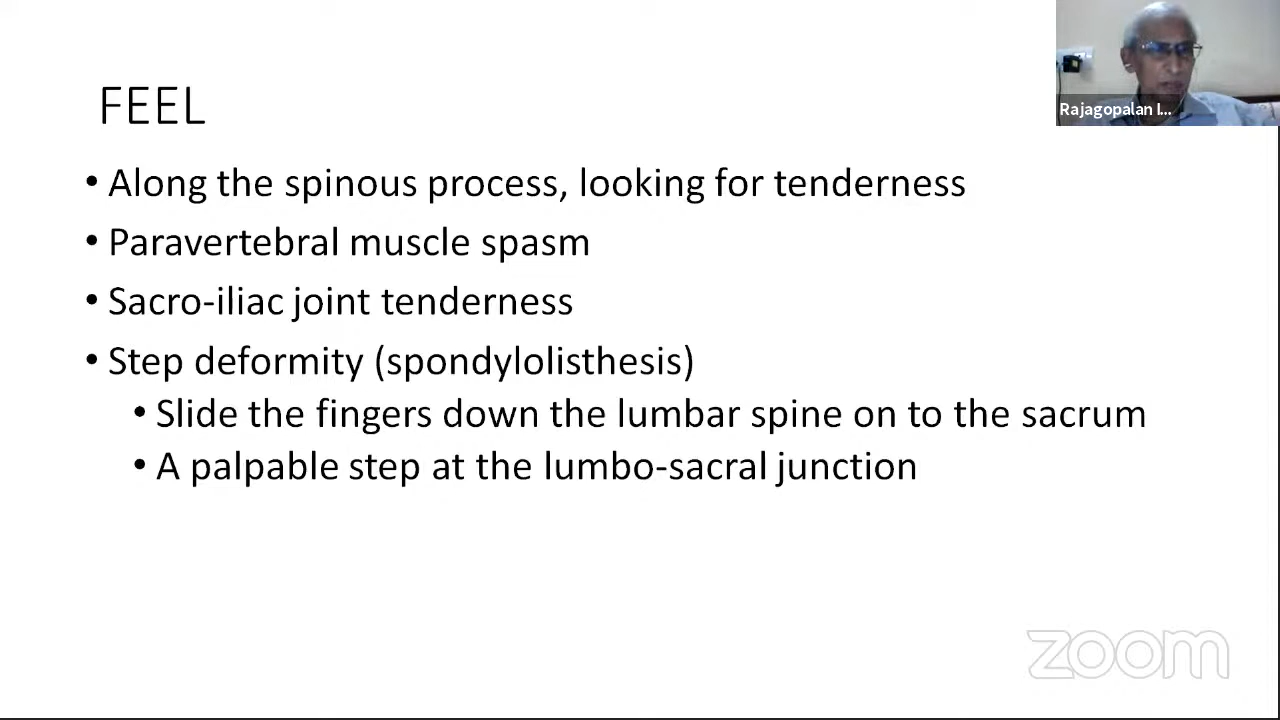 FEEL
• Along the spinous process, looking for tenderness
• Paravertebral muscle spasm
• Sacro-iliac joint tenderness
• Step deformity (spondylolisthesis)
• Slide the fingers down the lumbar spine on to the sacrum
• A palpable step at the lumbo-sacral junction
Rajagopalan I...
zoom